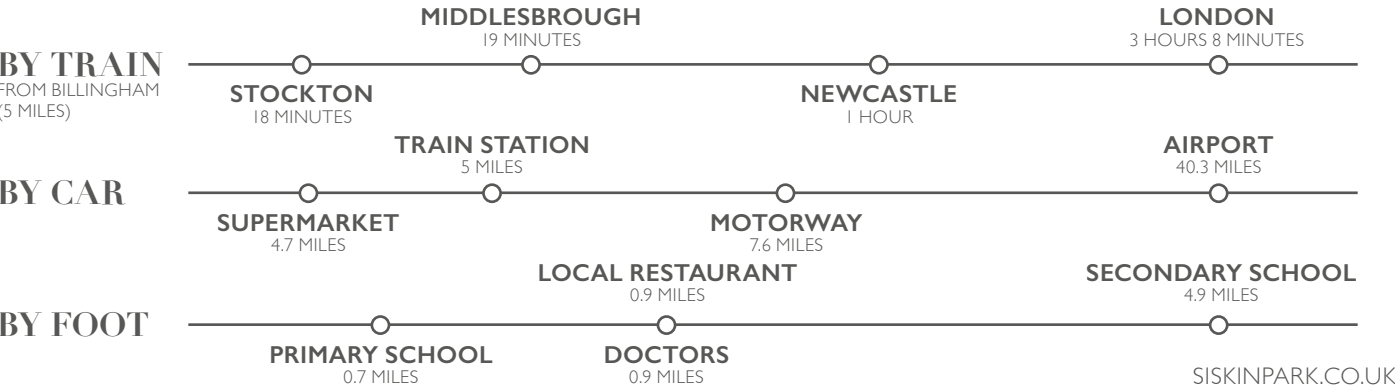 MIDDLESBROUGH
19 MINUTES
LONDON
3 HOURS 8 MINUTES
BY TRAIN
FROM BILLINGHAM
(5 MILES)
STOCKTON
18 MINUTES
NEWCASTLE
1 HOUR
TRAIN STATION
5 MILES
AIRPORT
40.3 MILES
BY CAR
SUPERMARKET
4.7 MILES
MOTORWAY
7.6 MILES
LOCAL RESTAURANT
0.9 MILES
SECONDARY SCHOOL
4.9 MILES
BY FOOT
PRIMARY SCHOOL
0.7 MILES
DOCTORS
0.9 MILES
SISKINPARK.CO.UK